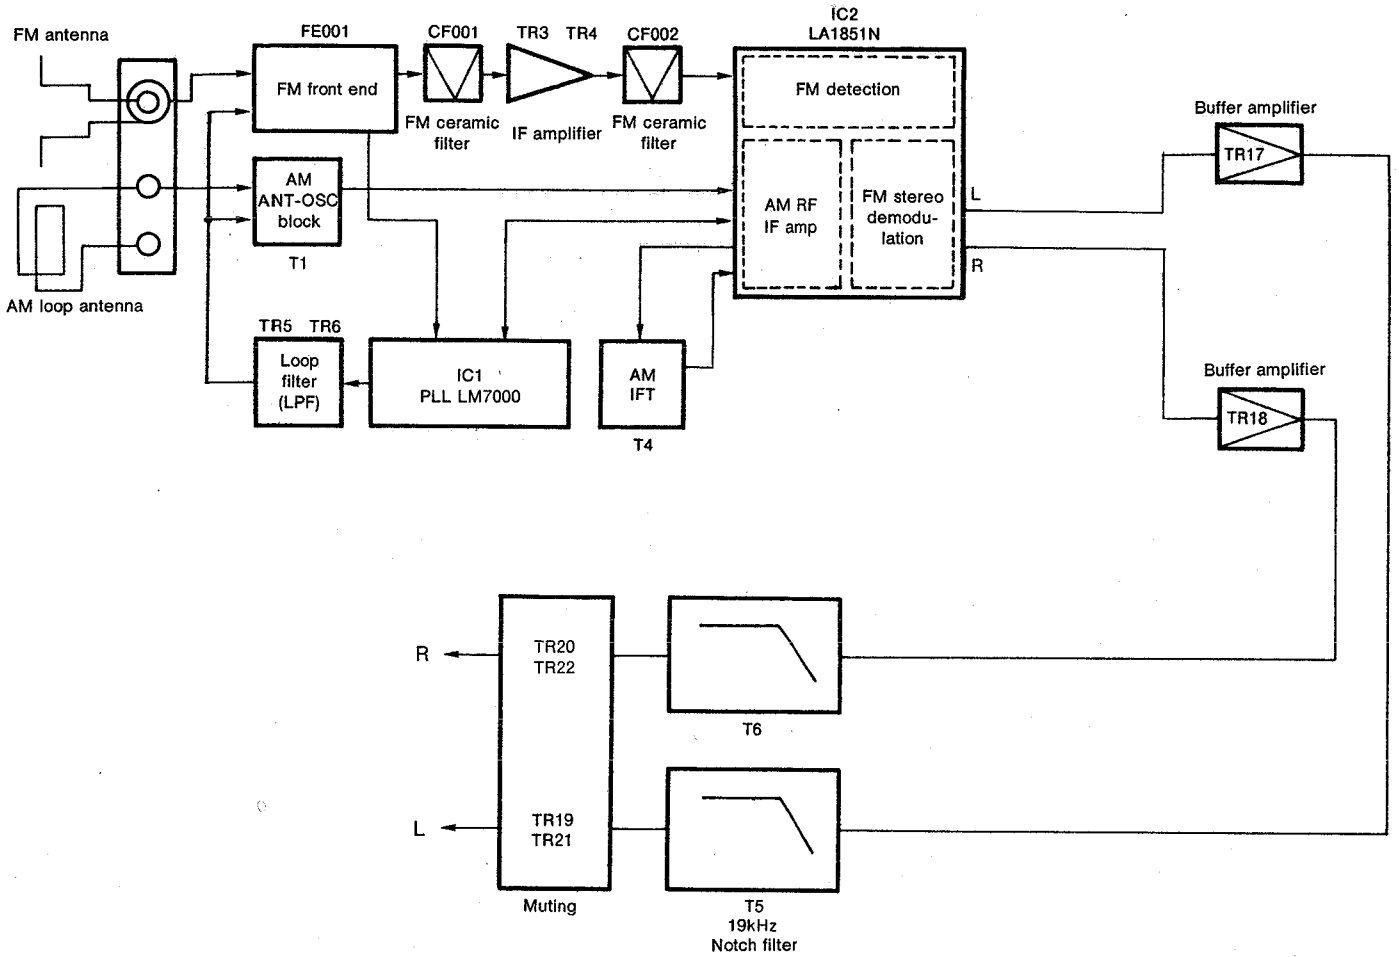 FM antenna
FE001
CF001
TR3 TR4
CF002
IC2
LA1851N
FM front end
FM ceramic
filter
IF amplifier
FM ceramic
filter
FM detection
Buffer amplifier
TR17
AM
ANT-OSC
block
T1
AM RF
IF amp
FM stereo
demodu-
lation
L
R
AM loop antenna
TR5 TR6
Loop
filter
(LPF)
IC1
PLL LM7000
AM
IFT
T4
Buffer amplifier
TR18
R
TR20
TR22
T6
L
TR19
TR21
Muting
T5
19kHz
Notch filter